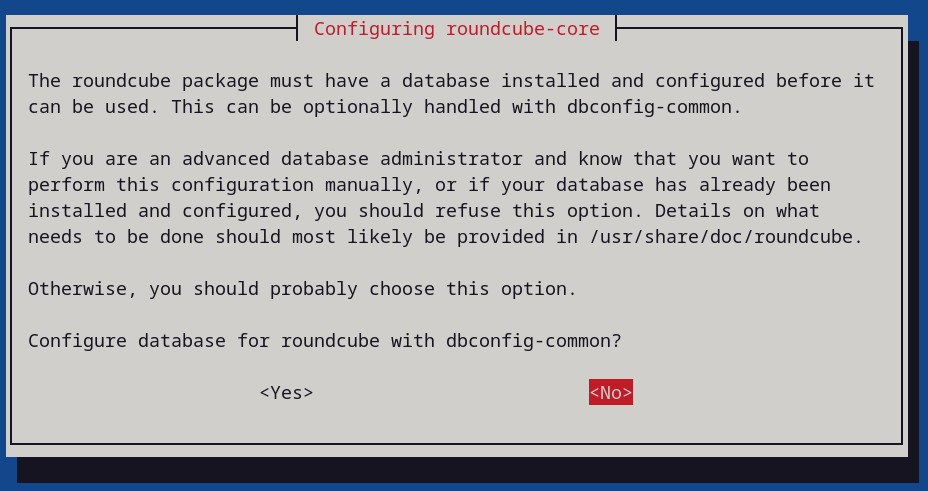 Configuring roundcube-core
The roundcube package must have a database installed and configured before it
can be used. This can be optionally handled with dbconfig-common.
If you are an advanced database administrator and know that you want to
perform this configuration manually, or if your database has already been
installed and configured, you should refuse this option. Details on what
needs to be done should most likely be provided in /usr/share/doc/roundcube.
Otherwise, you should probably choose this option.
Configure database for roundcube with dbconfig-common?
<Yes> <No>